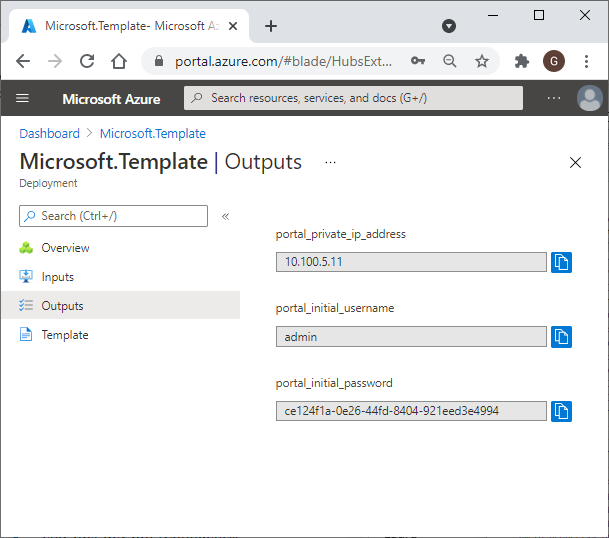 Microsoft.Template- Microsoft A
portal.azure.com/#blade/HubsExt...
G
Microsoft Azure
Search resources, services, and docs (G+/)
Dashboard > Microsoft.Template
Microsoft.Template | Outputs ...
Deployment
Search (Ctrl+/) «
Overview
Inputs
Outputs
Template
portal_private_ip_address
10.100.5.11
portal_initial_username
admin
portal_initial_password
ce124f1a-0e26-44fd-8404-921eed3e4994